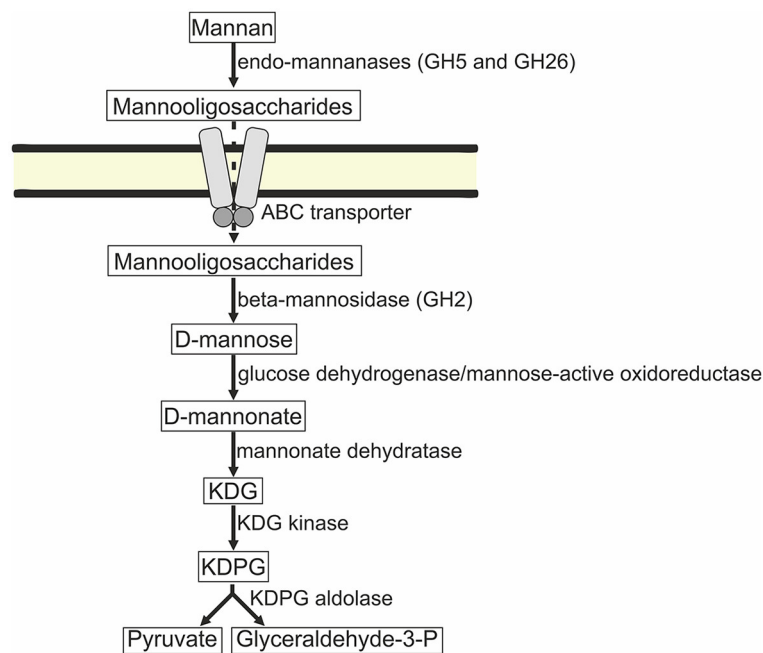 Mannan
endo-mannanases (GH5 and GH26)
Mannooligosaccharides
ABC transporter
Mannooligosaccharides
beta-mannosidase (GH2)
D-mannose
glucose dehydrogenase/mannose-active oxidoreductase
D-mannonate
mannonate dehydratase
KDG
KDG kinase
KDPG
KDPG aldolase
Pyruvate Glyceraldehyde-3-P